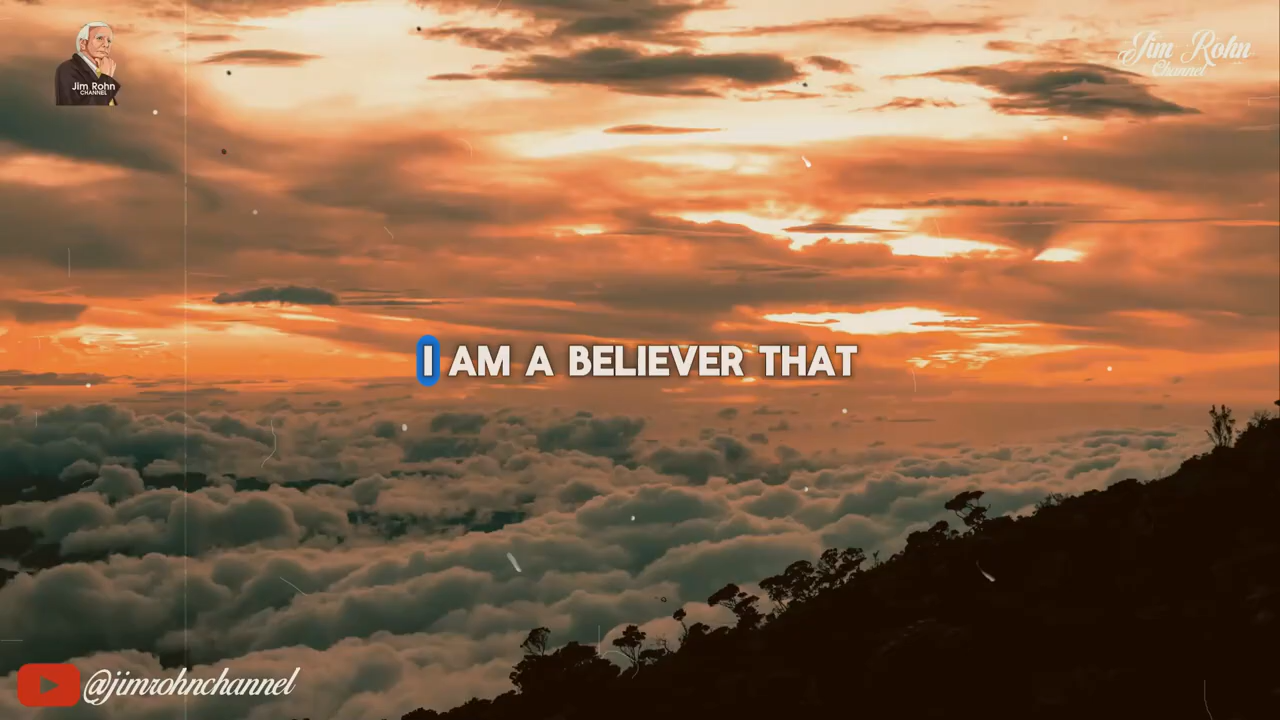 Jim Rohn
CHANNEL
Jim Rohn
Channel
I AM A BELIEVER THAT
@jimrohnchannel